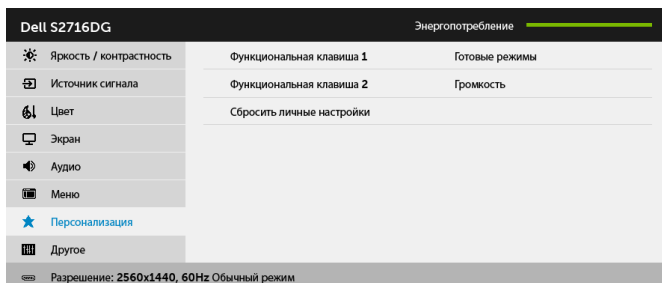 Dell S2716DG Энергопотребление
Яркость / контрастность Функциональная клавиша 1 Готовые режимы
Источник сигнала Функциональная клавиша 2 Громкость
Цвет Сбросить личные настройки
Экран
Аудио
Меню
Персонализация
Другое
Разрешение: 2560x1440, 60Hz Обычный режим